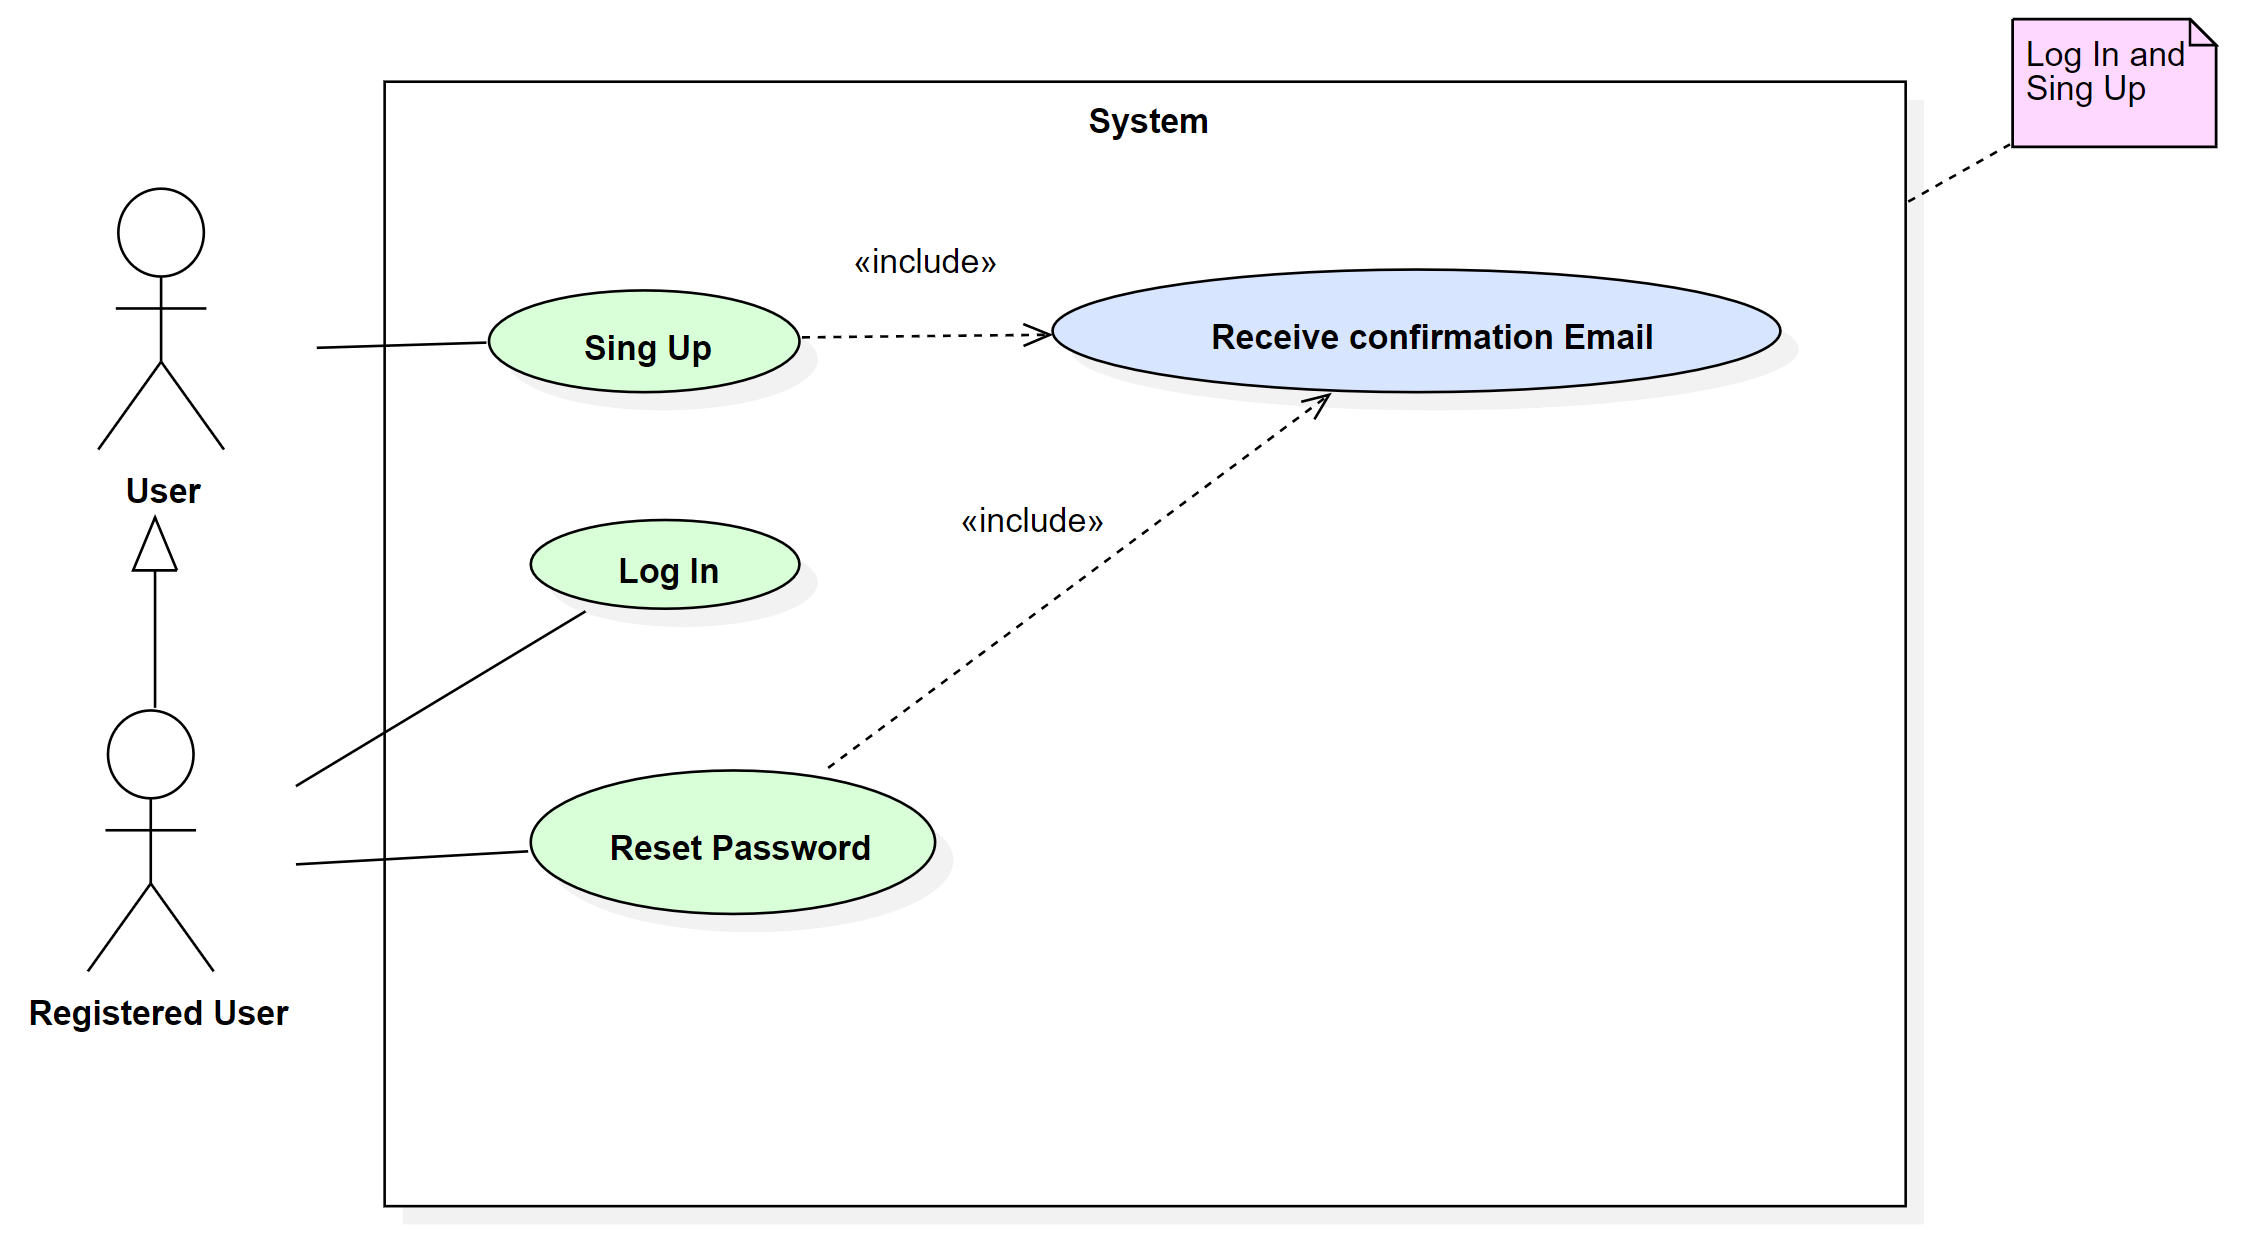 Log In and
Sing Up
System
«include»
Sing Up
Receive confirmation Email
User
«include»
Log In
Reset Password
Registered User